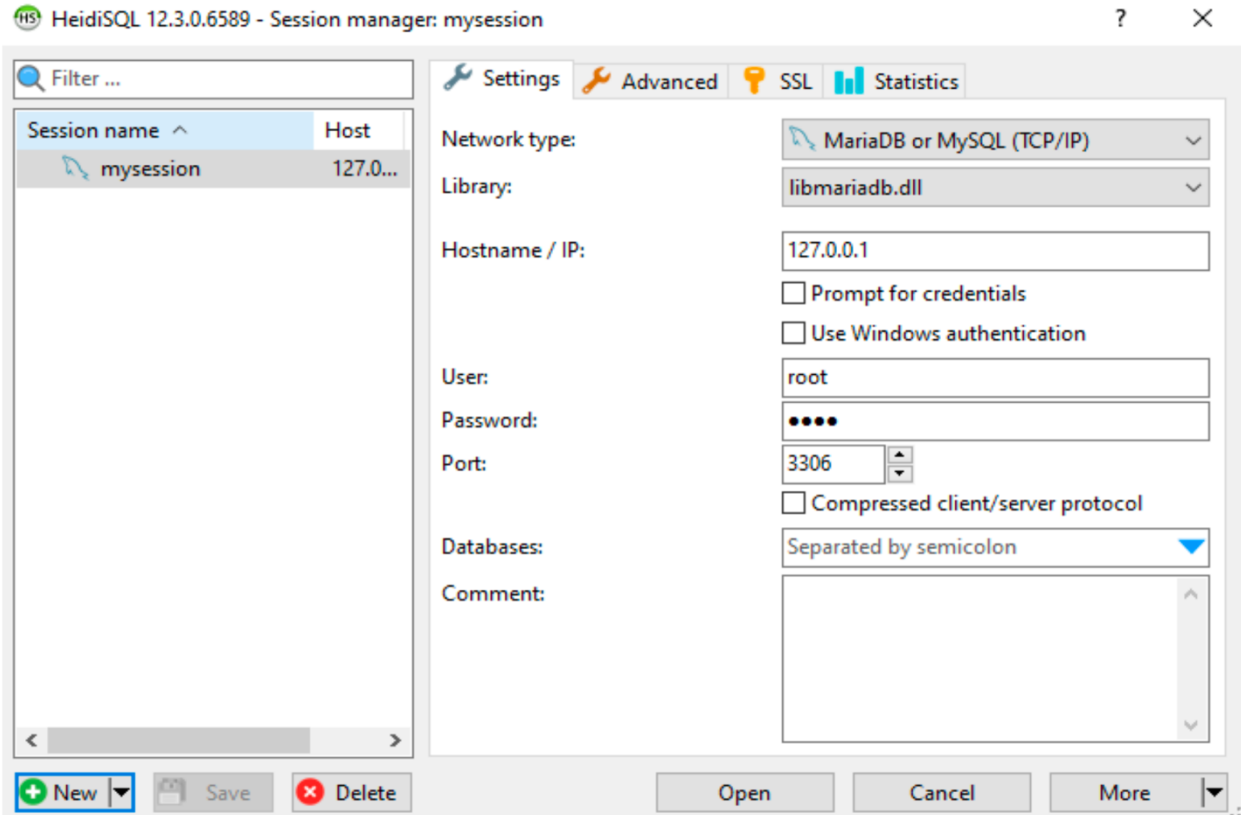 HS HeidiSQL 12.3.0.6589 - Session manager: mysession ?
Filter ...
Session name Host
mysession 127.0...
Settings Advanced SSL Statistics
Network type: MariaDB or MySQL (TCP/IP)
Library: libmariadb.dll
Hostname / IP: 127.0.0.1
Prompt for credentials
Use Windows authentication
User: root
Password: ●●●●
Port: 3306
Compressed client/server protocol
Databases: Separated by semicolon
Comment:
New Save Delete Open Cancel More